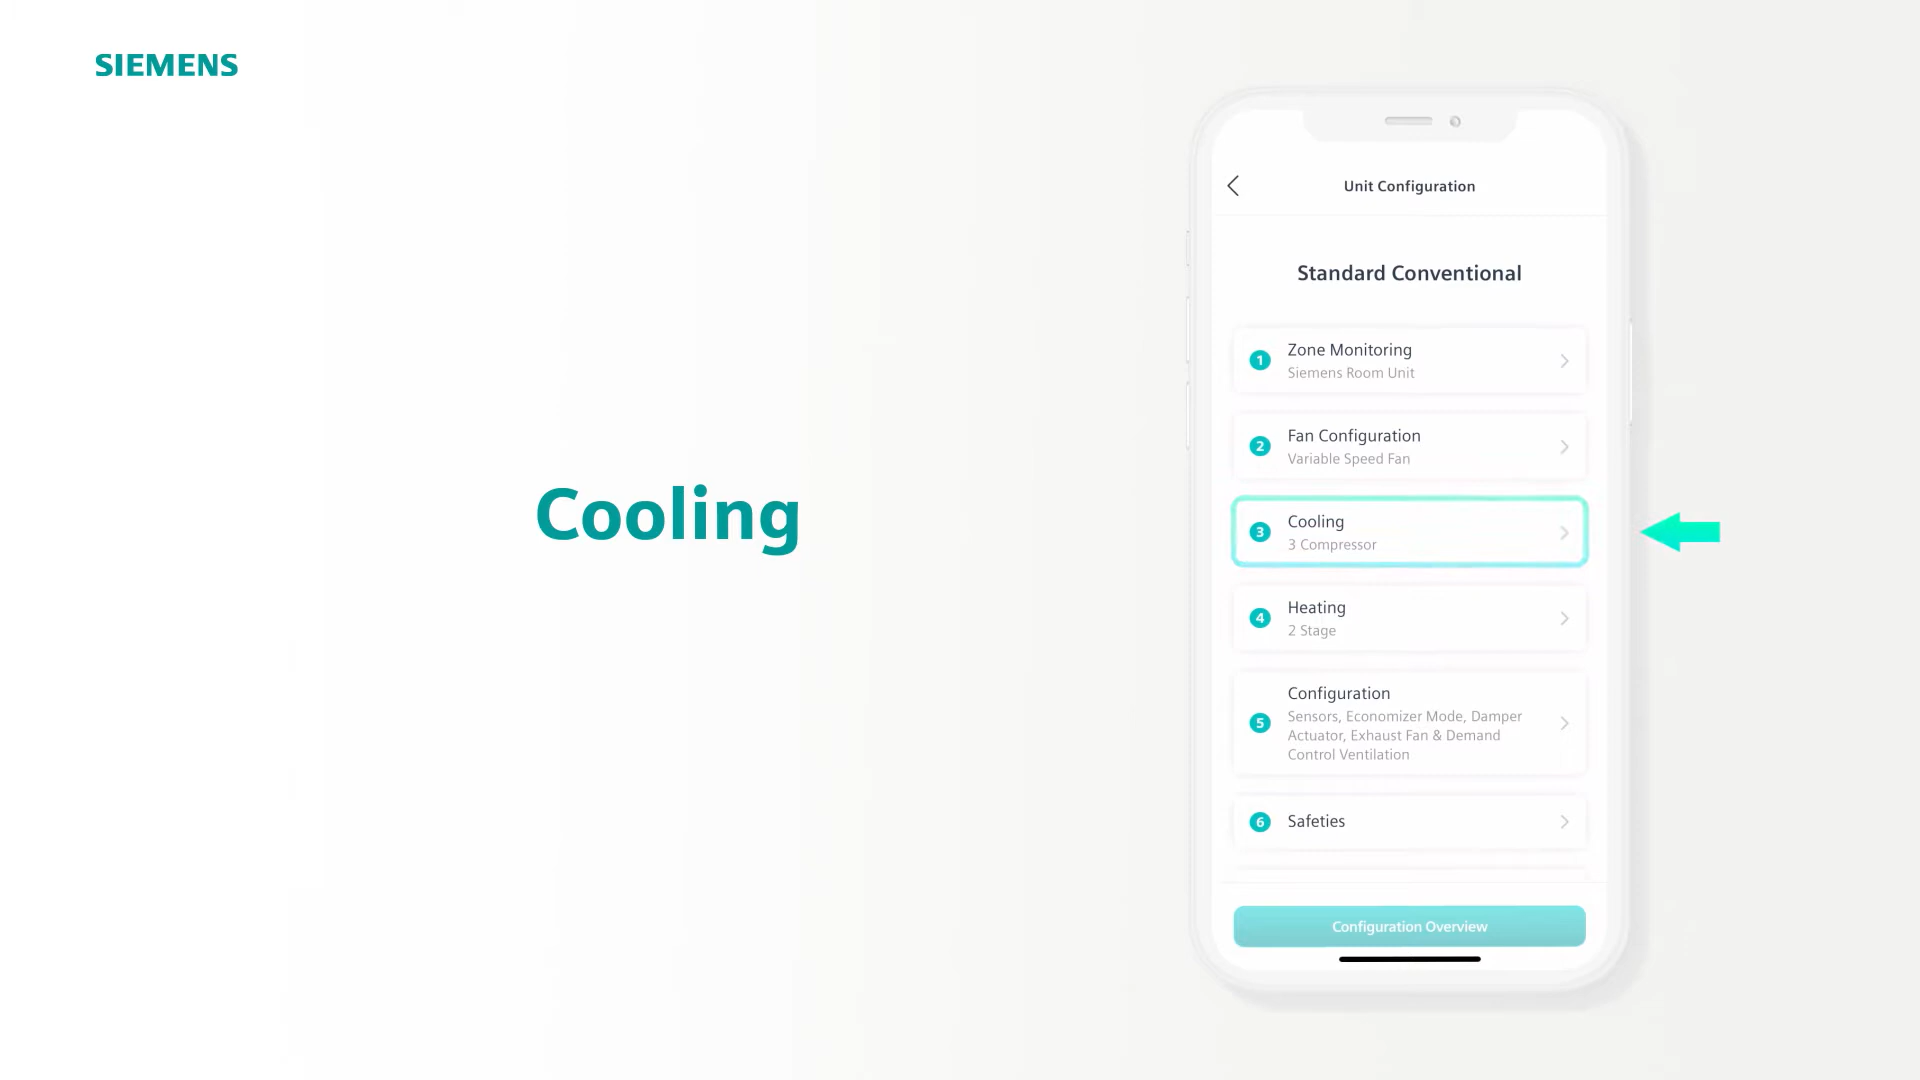 SIEMENS
Cooling
Unit Configuration
Standard Conventional
1
Zone Monitoring
Siemens Room Unit
2
Fan Configuration
Variable Speed Fan
3
Cooling
3 Compressor
4
Heating
2 Stage
5
Configuration
Sensors, Economizer Mode, Damper
Actuator, Exhaust Fan & Demand
Control Ventilation
6
Safeties
Configuration Overview